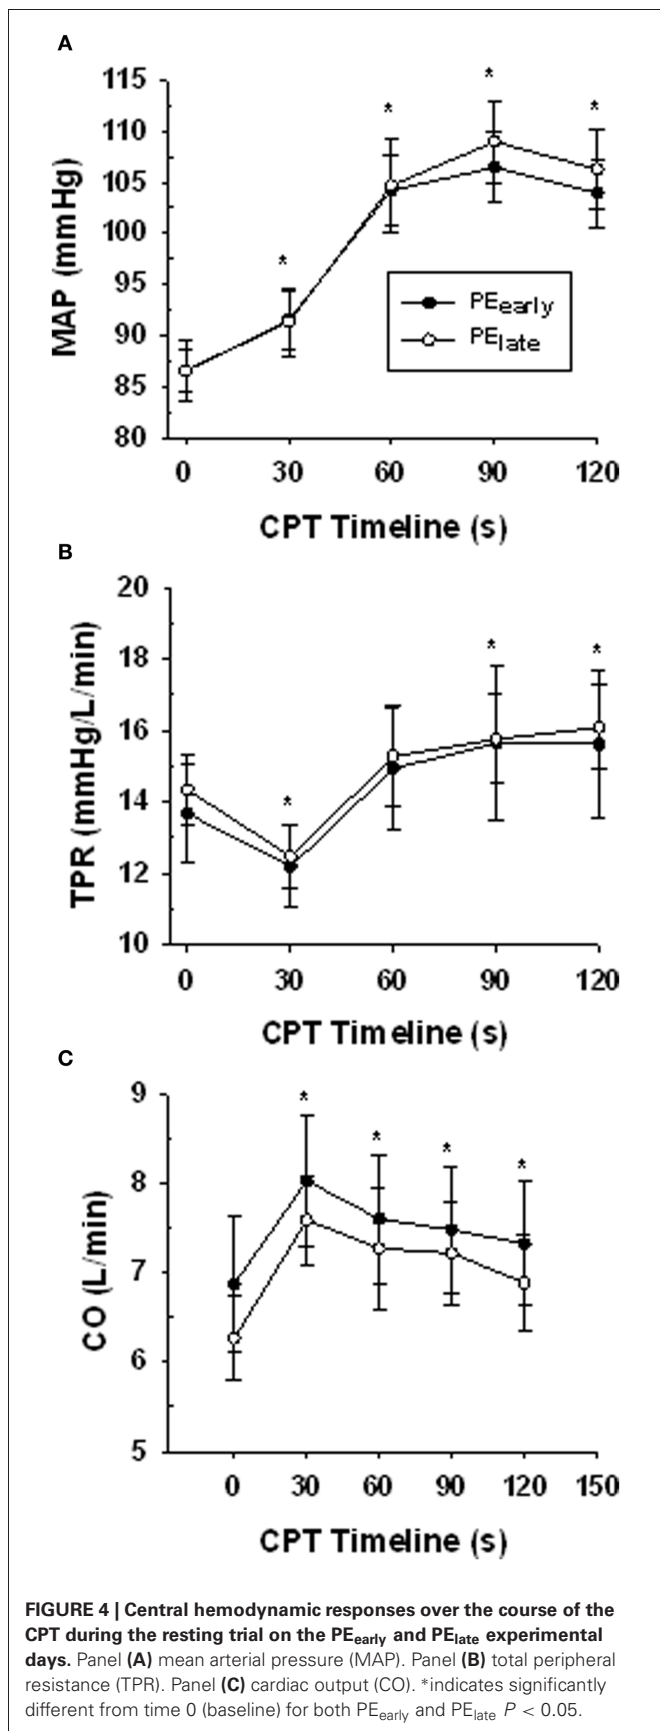 A
115
110
105
100
95
90
85
80
MAP (mmHg)
* * * * 
PEearly
PElate
0 30 60 90 120
CPT Timeline (s)
B
20
18
16
14
12
10
TPR (mmHg/L/min)
* * *
0 30 60 90 120
CPT Timeline (s)
C
9
8
7
6
5
CO (L/min)
* * * *
0 30 60 90 120 150
CPT Timeline (s)
FIGURE 4 | Central hemodynamic responses over the course of the
CPT during the resting trial on the PEearly and PElate experimental
days. Panel (A) mean arterial pressure (MAP). Panel (B) total peripheral
resistance (TPR). Panel (C) cardiac output (CO). *indicates significantly
different from time 0 (baseline) for both PEearly and PElate P < 0.05.